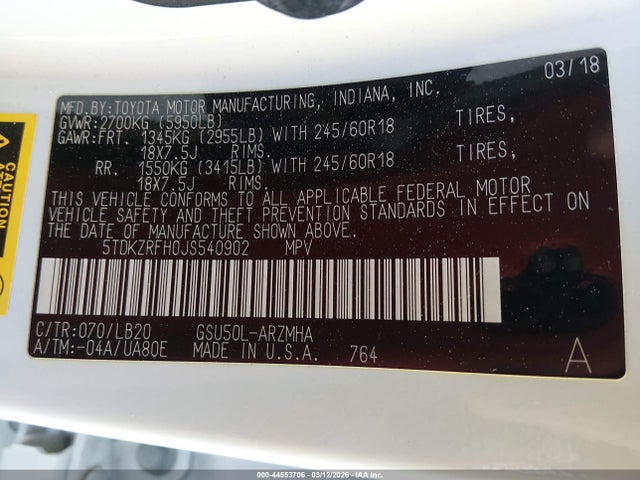 03/18
MFD.BY:TOYOTA MOTOR MANUFACTURING, INDIANA, INC.
GVWR:2700KG (5950LB)
GAWR:FRT. 1345KG (2955LB) WITH 245/60R18 TIRES,
18X7.5J RIMS.
RR. 1550KG (3415LB) WITH 245/60R18 TIRES,
18X7.5J RIMS.
THIS VEHICLE CONFORMS TO ALL APPLICABLE FEDERAL MOTOR
VEHICLE SAFETY AND THEFT PREVENTION STANDARDS IN EFFECT ON
THE DATE OF MANUFACTURE SHOWN ABOVE.
5TDKZRFH0JS540902 MPV
C/TR:070/LB20 GSU50L-ARZMHA
A/TM:-04A/UA80E MADE IN U.S.A. 764 A
CAUTION
000-44553706 - 03/12/2026 - IAAI Inc.